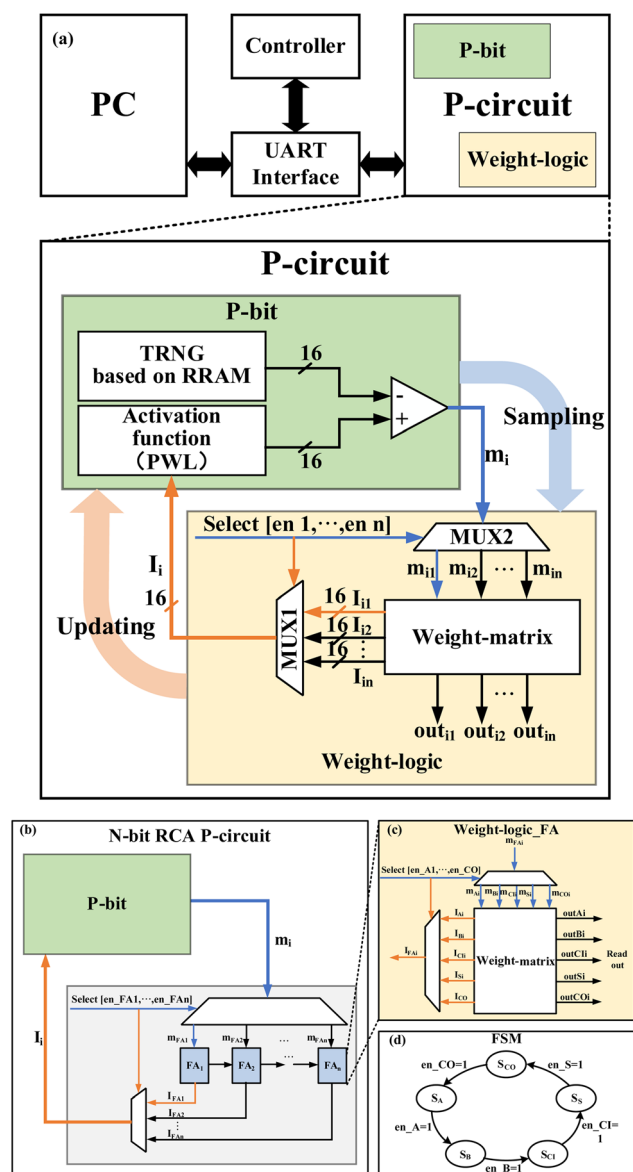 (a)
PC
Controller
UART
Interface
P-bit
P-circuit
Weight-logic
P-circuit
P-bit
TRNG
based on RRAM
16
Activation
function
（PWL）
16
-
+
Sampling
mi
Select [en 1,⋯,en n]
MUX2
mi1 mi2 ⋯ min
Ii
16
Updating
MUX1
16 Ii1
16 Ii2
⋮
16 Iin
Weight-matrix
⋯
outi1 outi2 outin
Weight-logic
(b)
N-bit RCA P-circuit
P-bit
mi
Select [en_FA1,⋯,en_FAn]
mFA1 mFA2 ⋯ mFAn
FA1 FA2 ⋯ FAn
Ii
IFA1
IFA2
⋮
IFAn
(c)
Weight-logic_FA
mFAi
Select [en_A1,⋯,en_CO]
mAi mBi mCIi mSi mCOi
IAi
IBi
IFAi
ICIi
ISi
ICO
Weight-matrix
outAi
outBi
outCIi
outSi
outCOi
Read
out
(d)
FSM
SCO
en_CO=1
en_S=1
SA
SS
en_A=1
en_CI=
1
SB
SCI
en_B=1